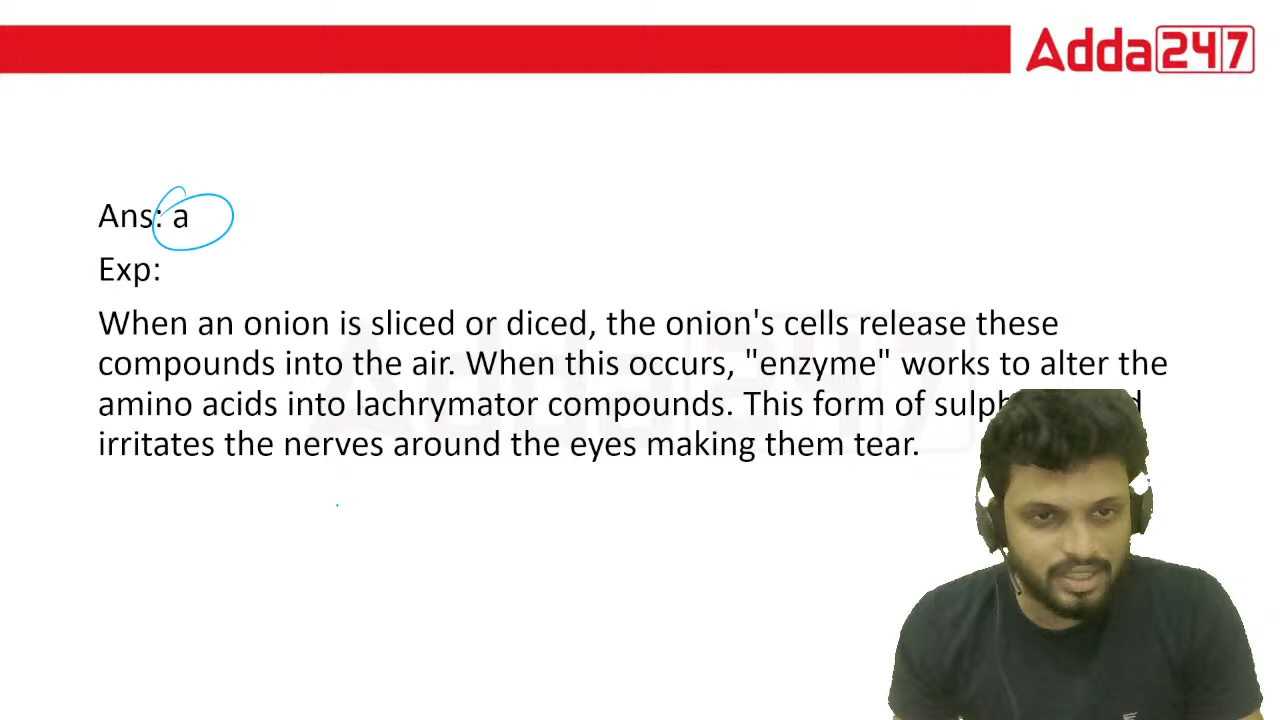 Adda247
Ans: a
Exp:
When an onion is sliced or diced, the onion's cells release these
compounds into the air. When this occurs, "enzyme" works to alter the
amino acids into lachrymator compounds. This form of
irritates the nerves around the eyes making them tear.